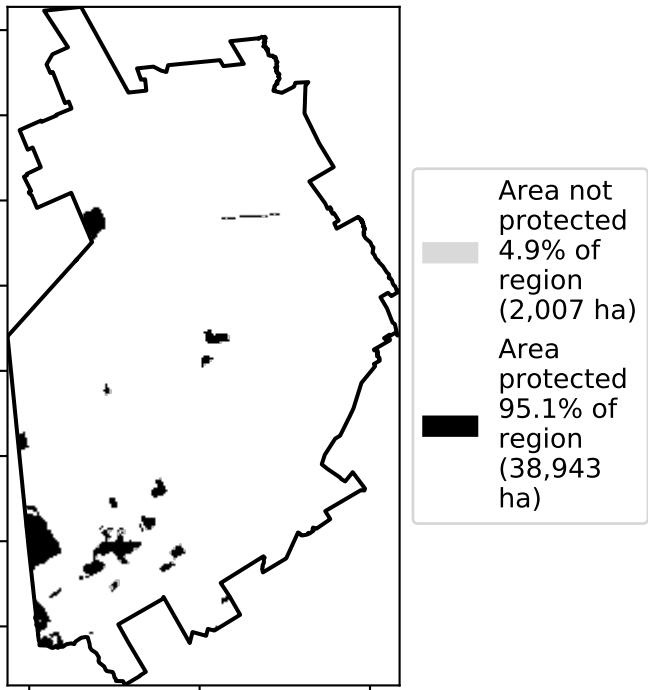 Area not
protected
4.9% of
region
(2,007 ha)
Area
protected
95.1% of
region
(38,943
ha)